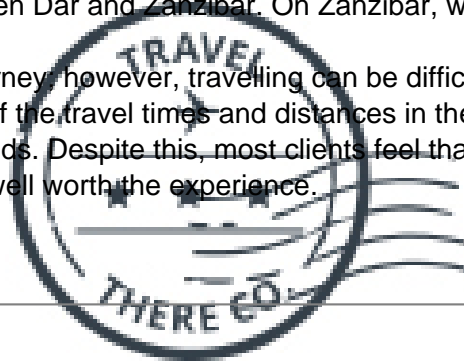 en Dar and Zanzibar. On Zanzibar, w
TRAVEL
rney; however, travelling can be diffic
f the travel times and distances in the
ds. Despite this, most clients feel tha
well worth the experience.
THERE CO.